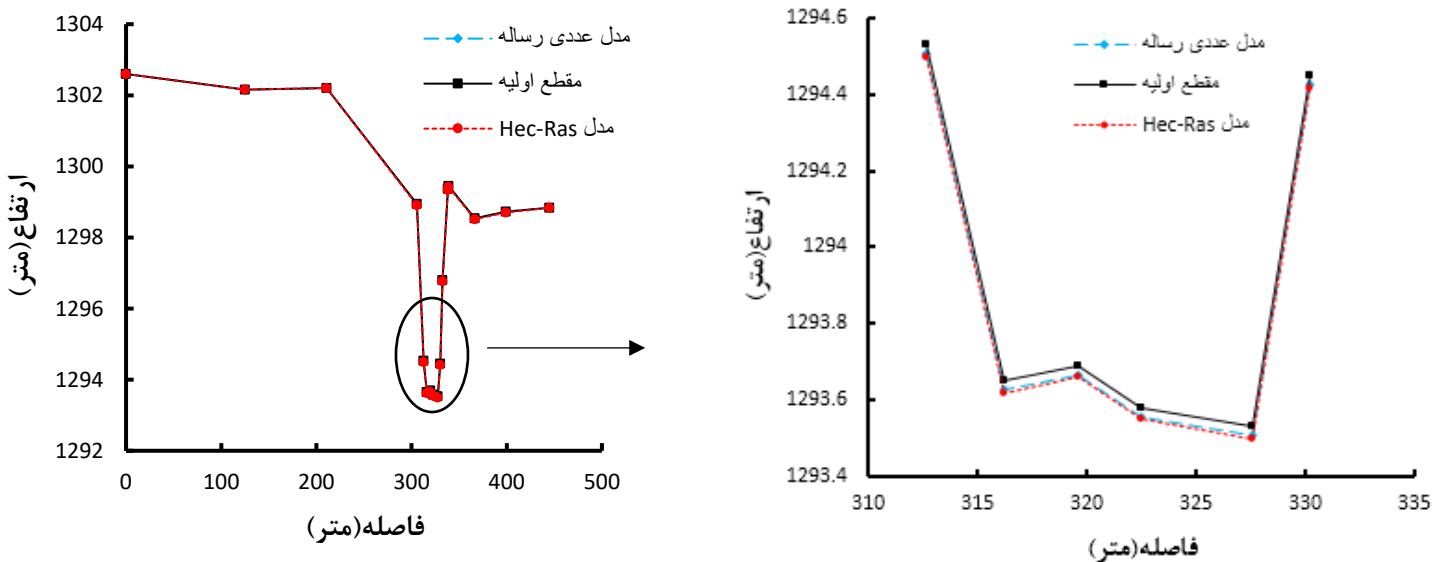 1304
1302
1300
1298
1296
1294
1292
0 100 200 300 400 500
ارتفاع(متر)
فاصله(متر)
مدل عددی رساله
مقطع اولیه
مدل Hec-Ras
1294.6
1294.4
1294.2
1294
1293.8
1293.6
1293.4
310 315 320 325 330 335
ارتفاع(متر)
فاصله(متر)
مدل عددی رساله
مقطع اولیه
مدل Hec-Ras